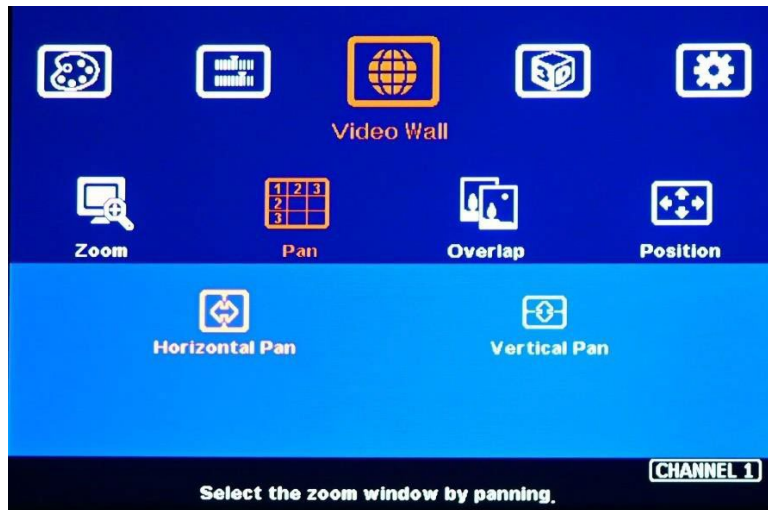 3D
Video Wall
1 2 3
2
3
Zoom
Pan
Overlap
Position
Horizontal Pan
Vertical Pan
CHANNEL 1
Select the zoom window by panning.